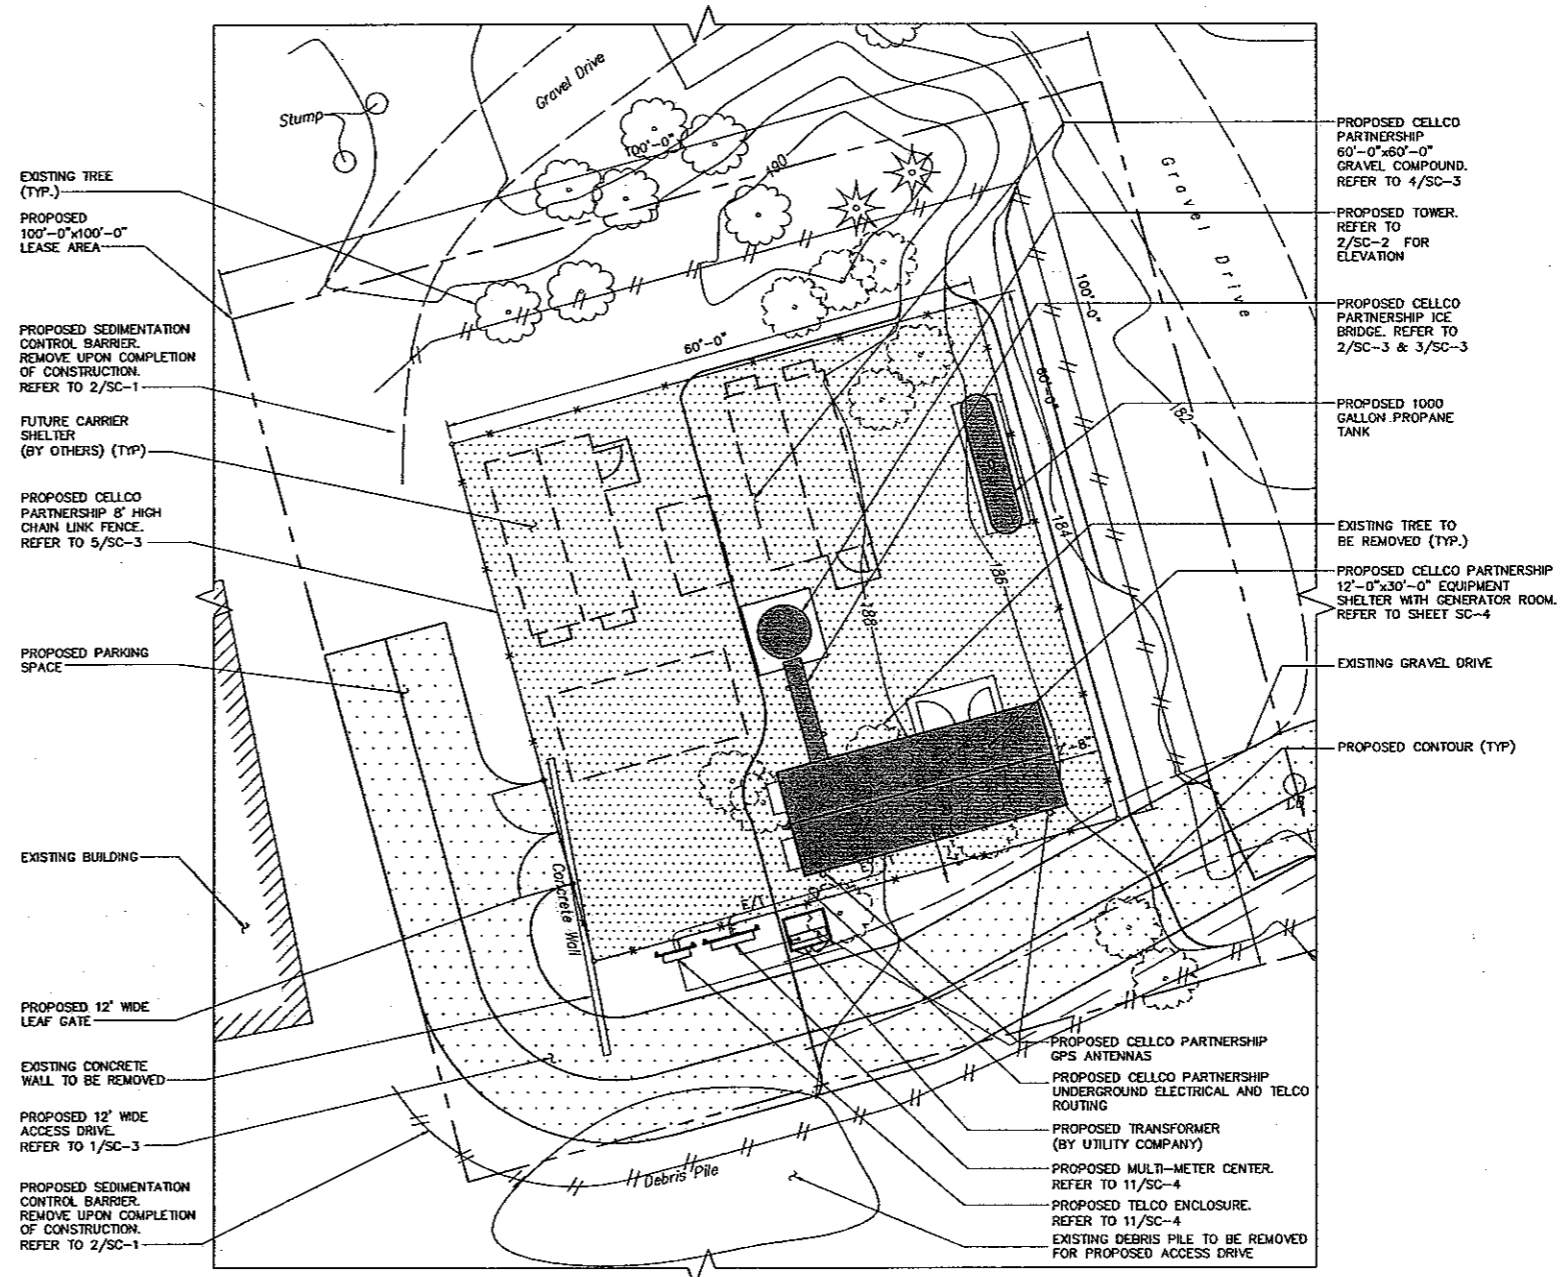 EXISTING TREE
(TYP.)
PROPOSED
100'-0"x100'-0"
LEASE AREA
PROPOSED SEDIMENTATION
CONTROL BARRIER.
REMOVE UPON COMPLETION
OF CONSTRUCTION.
REFER TO 2/SC-1
FUTURE CARRIER
SHELTER
(BY OTHERS) (TYP)
PROPOSED CELLCO
PARTNERSHIP 8' HIGH
CHAIN LINK FENCE.
REFER TO 5/SC-3
PROPOSED PARKING
SPACE
EXISTING BUILDING
PROPOSED 12' WIDE
LEAF GATE
EXISTING CONCRETE
WALL TO BE REMOVED
PROPOSED 12' WIDE
ACCESS DRIVE.
REFER TO 1/SC-3
PROPOSED SEDIMENTATION
CONTROL BARRIER.
REMOVE UPON COMPLETION
OF CONSTRUCTION.
REFER TO 2/SC-1
Stump
Gravel Drive
100'-0"
190
60'-0"
100'-0"
60'-0"
Gravel Drive
182
184
186
188
Concrete Wall
E/T
Debris Pile
PROPOSED CELLCO
PARTNERSHIP
60'-0"x60'-0"
GRAVEL COMPOUND.
REFER TO 4/SC-3
PROPOSED TOWER.
REFER TO
2/SC-2 FOR
ELEVATION
PROPOSED CELLCO
PARTNERSHIP ICE
BRIDGE. REFER TO
2/SC-3 & 3/SC-3
PROPOSED 1000
GALLON PROPANE
TANK
EXISTING TREE TO
BE REMOVED (TYP.)
PROPOSED CELLCO PARTNERSHIP
12'-0"x30'-0" EQUIPMENT
SHELTER WITH GENERATOR ROOM.
REFER TO SHEET SC-4
EXISTING GRAVEL DRIVE
PROPOSED CONTOUR (TYP)
PROPOSED CELLCO PARTNERSHIP
GPS ANTENNAS
PROPOSED CELLCO PARTNERSHIP
UNDERGROUND ELECTRICAL AND TELCO
ROUTING
PROPOSED TRANSFORMER
(BY UTILITY COMPANY)
PROPOSED MULTI-METER CENTER.
REFER TO 11/SC-4
PROPOSED TELCO ENCLOSURE.
REFER TO 11/SC-4
EXISTING DEBRIS PILE TO BE REMOVED
FOR PROPOSED ACCESS DRIVE